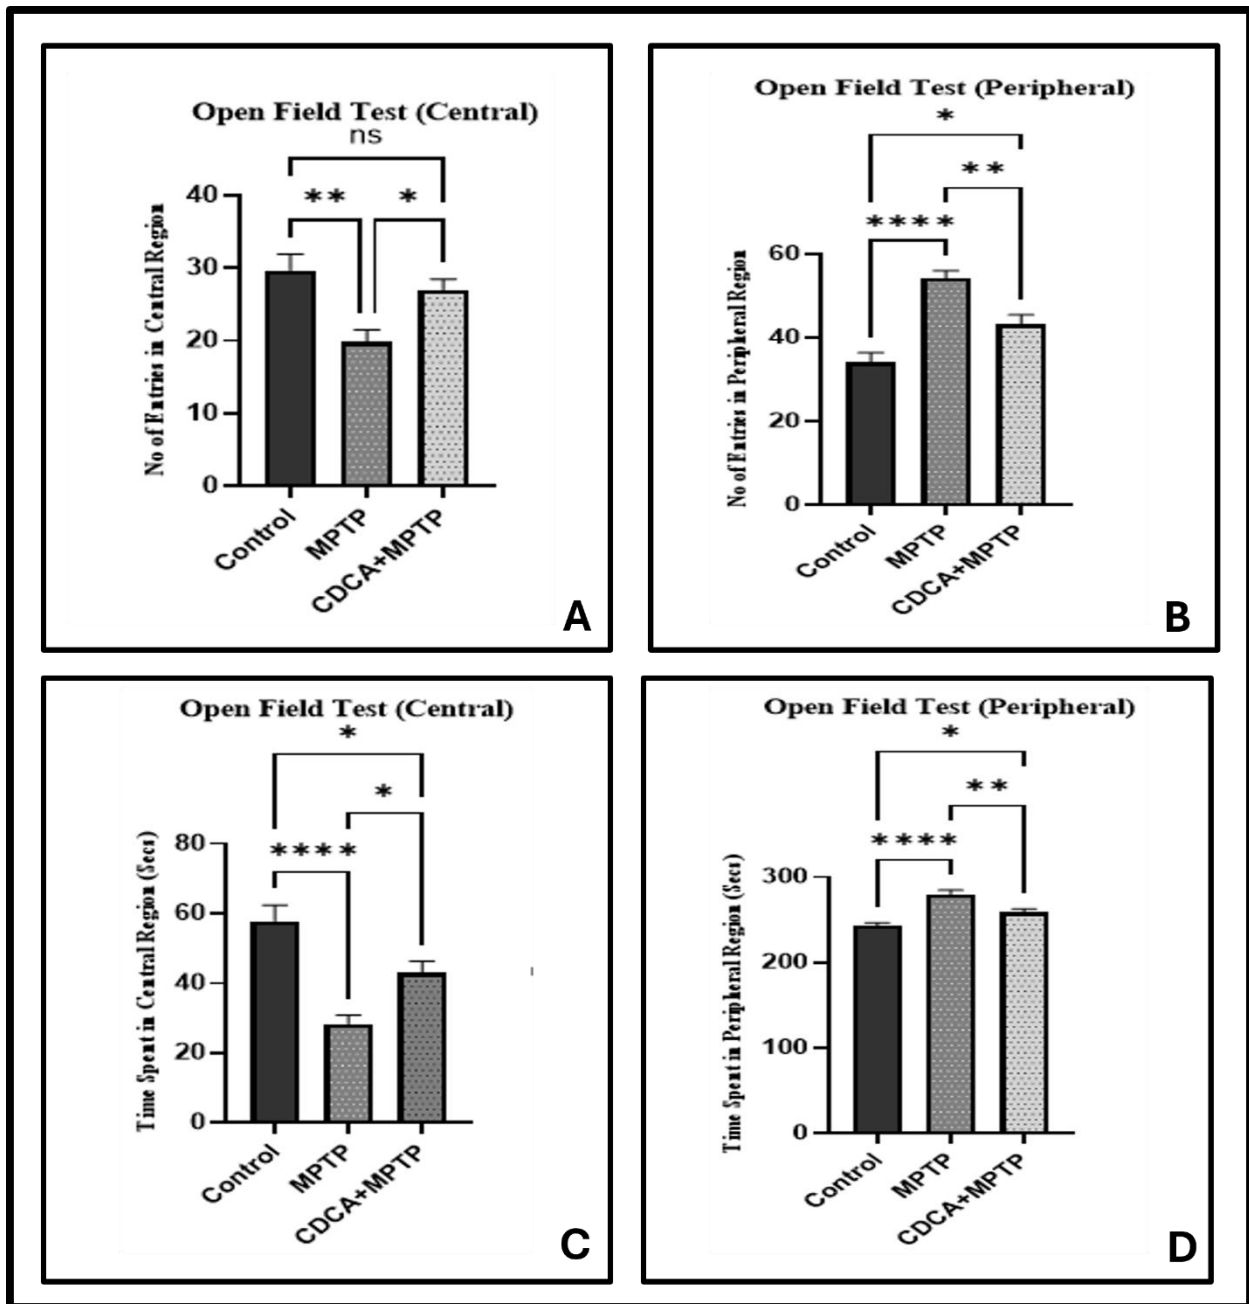 Open Field Test (Central)
ns
** *
No of Entries in Central Region
40
30
20
10
0
Control
MPTP
CDCA+MPTP
A
Open Field Test (Peripheral)
*
**
****
No of Entries in Peripheral Region
60
40
20
0
Control
MPTP
CDCA+MPTP
B
Open Field Test (Central)
*
*
****
Time Spent in Central Region (Secs)
80
60
40
20
0
Control
MPTP
CDCA+MPTP
C
Open Field Test (Peripheral)
*
**
****
Time Spent in Peripheral Region (Secs)
300
200
100
0
Control
MPTP
CDCA+MPTP
D